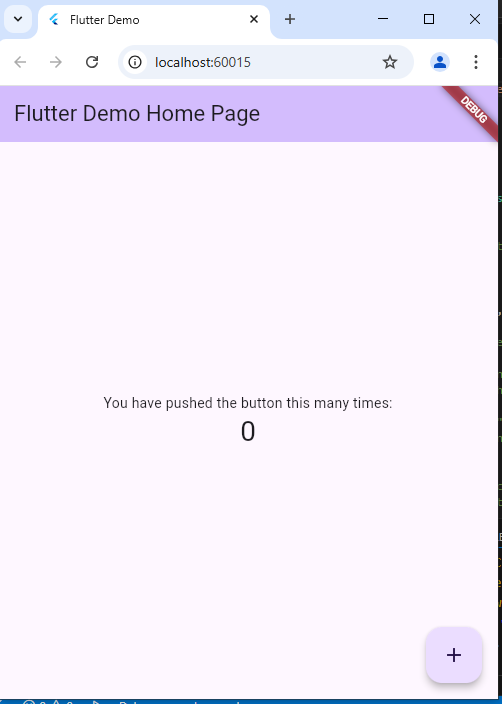 Flutter Demo
localhost:60015
Flutter Demo Home Page
DEBUG
You have pushed the button this many times:
0